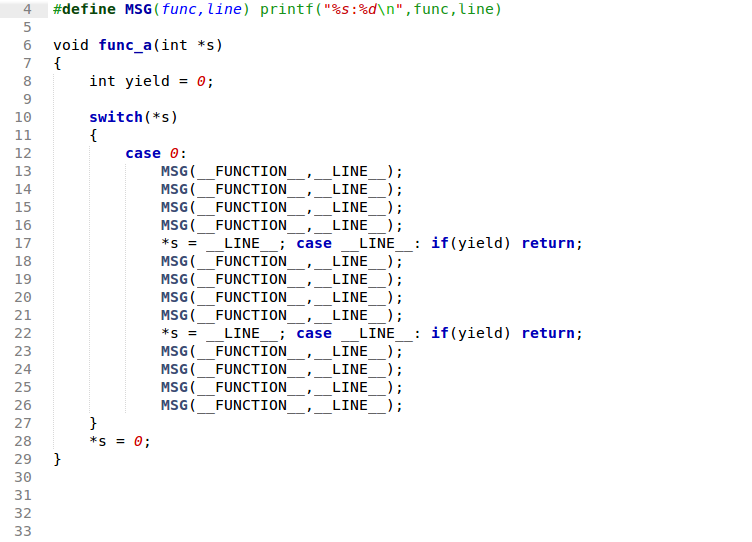 4 #define MSG(func,line) printf("%s:%d\n",func,line)
5
6 void func_a(int *s)
7 {
8     int yield = 0;
9
10     switch(*s)
11     {
12         case 0:
13             MSG(__FUNCTION__,__LINE__);
14             MSG(__FUNCTION__,__LINE__);
15             MSG(__FUNCTION__,__LINE__);
16             MSG(__FUNCTION__,__LINE__);
17             *s = __LINE__; case __LINE__: if(yield) return;
18             MSG(__FUNCTION__,__LINE__);
19             MSG(__FUNCTION__,__LINE__);
20             MSG(__FUNCTION__,__LINE__);
21             MSG(__FUNCTION__,__LINE__);
22             *s = __LINE__; case __LINE__: if(yield) return;
23             MSG(__FUNCTION__,__LINE__);
24             MSG(__FUNCTION__,__LINE__);
25             MSG(__FUNCTION__,__LINE__);
26             MSG(__FUNCTION__,__LINE__);
27     }
28     *s = 0;
29 }
30
31
32
33